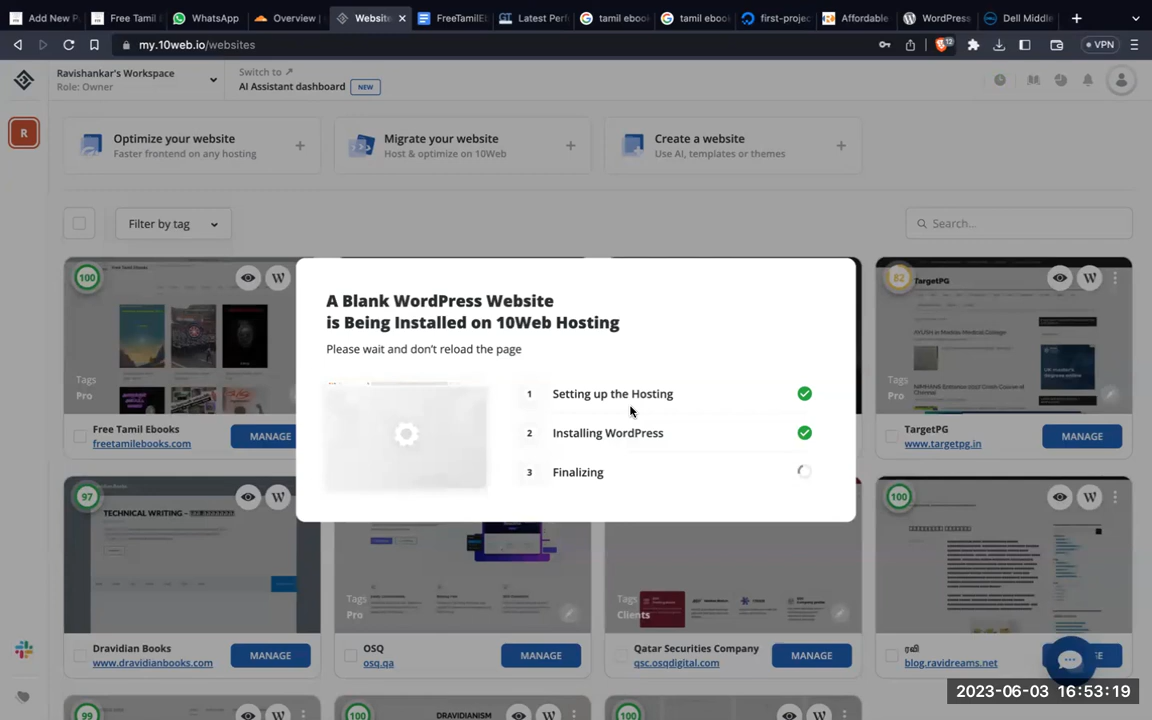 Add New P
Free Tamil
WhatsApp
Overview |
Website
FreeTamilE
Latest Perf
tamil ebook
tamil ebook
first-projec
Affordable
WordPress
Dell Middle
my.10web.io/websites
12
VPN
Ravishankar's Workspace
Role: Owner
Switch to ↗
AI Assistant dashboard NEW
R
Optimize your website
Faster frontend on any hosting
Migrate your website
Host & optimize on 10Web
Create a website
Use AI, templates or themes
Filter by tag
Search...
100
82
TargetPG
A Blank WordPress Website
is Being Installed on 10Web Hosting
Please wait and don't reload the page
1 Setting up the Hosting
2 Installing WordPress
3 Finalizing
Tags
Pro
Free Tamil Ebooks
freetamilebooks.com
MANAGE
TargetPG
www.targetpg.in
MANAGE
97
TECHNICAL WRITING –
100
Tags
Pro
Tags
Clients
Dravidian Books
www.dravidianbooks.com
MANAGE
OSQ
osq.qa
MANAGE
Qatar Securities Company
qsc.osqdigital.com
MANAGE
ரவி
blog.ravidreams.net
99
100
DRAVIDIANISM
100
2023-06-03 16:53:19